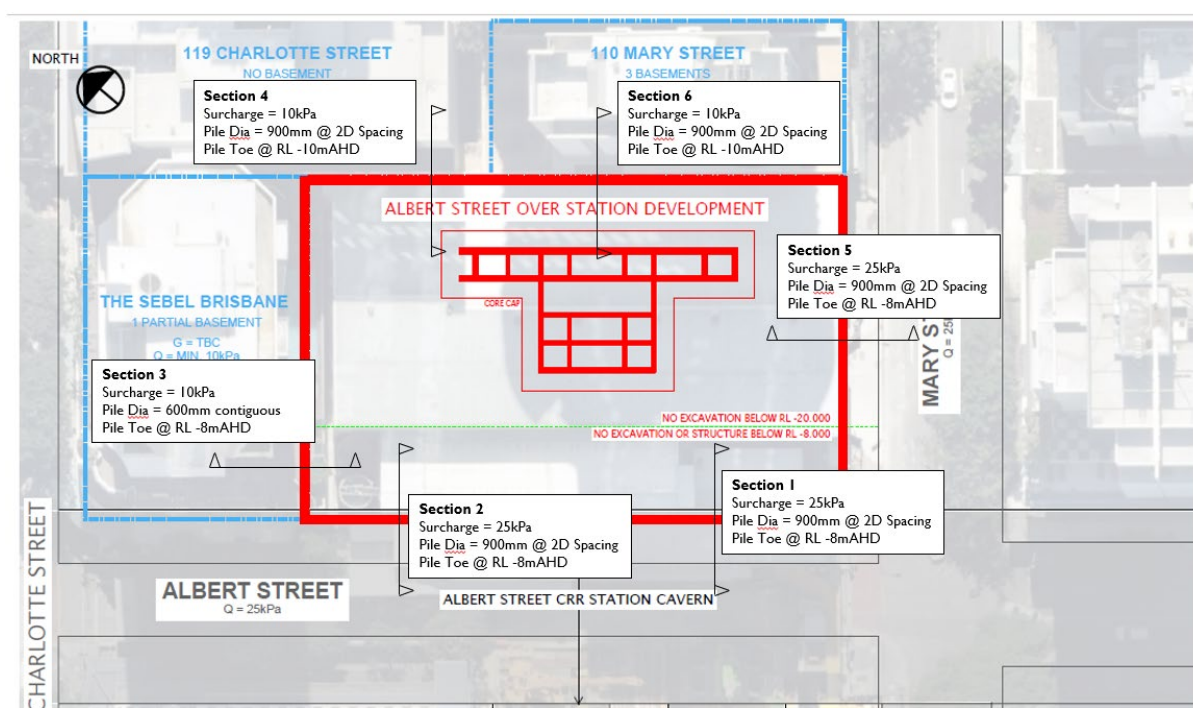 NORTH
119 CHARLOTTE STREET
NO BASEMENT
110 MARY STREET
3 BASEMENTS
Section 4
Surcharge = 10kPa
Pile Dia = 900mm @ 2D Spacing
Pile Toe @ RL -10mAHD
Section 6
Surcharge = 10kPa
Pile Dia = 900mm @ 2D Spacing
Pile Toe @ RL -10mAHD
ALBERT STREET OVER STATION DEVELOPMENT
Section 5
Surcharge = 25kPa
Pile Dia = 900mm @ 2D Spacing
Pile Toe @ RL -8mAHD
THE SEBEL BRISBANE
1 PARTIAL BASEMENT
G = TBC
Q = MIN. 10kPa
CORE CAP
MARY S
Q = 25
Section 3
Surcharge = 10kPa
Pile Dia = 600mm contiguous
Pile Toe @ RL -8mAHD
NO EXCAVATION BELOW RL -20.000
NO EXCAVATION OR STRUCTURE BELOW RL -8.000
Section 1
Surcharge = 25kPa
Pile Dia = 900mm @ 2D Spacing
Pile Toe @ RL -8mAHD
Section 2
Surcharge = 25kPa
Pile Dia = 900mm @ 2D Spacing
Pile Toe @ RL -8mAHD
CHARLOTTE STREET
ALBERT STREET
Q = 25kPa
ALBERT STREET CRR STATION CAVERN